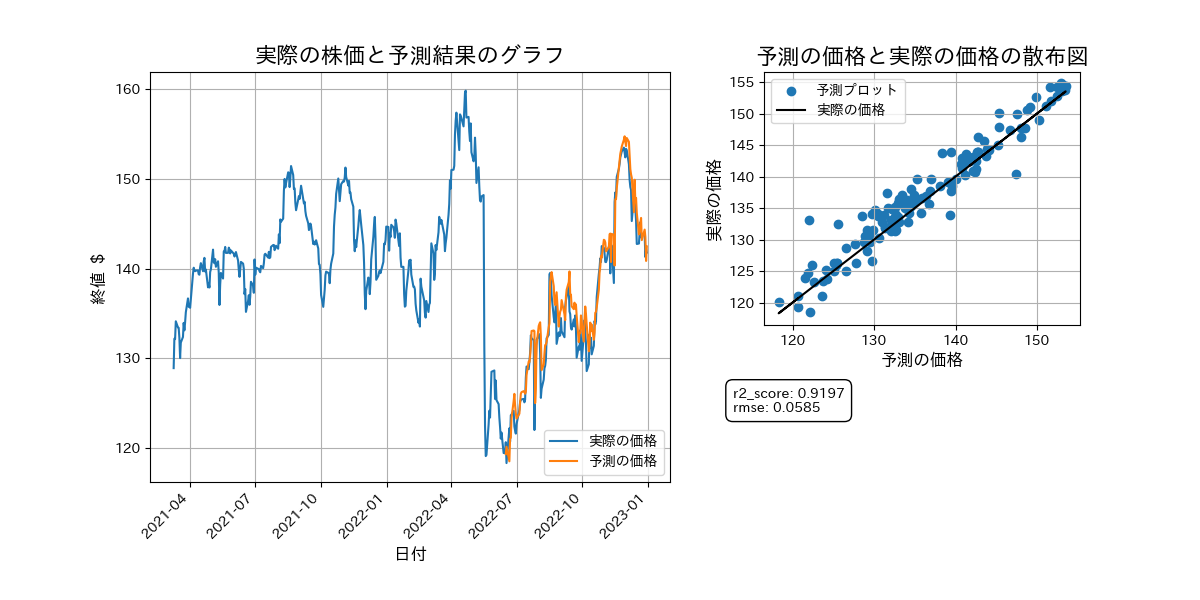 実際の株価と予測結果のグラフ
160
150
140
130
120
終値 $
2021-04
2021-07
2021-10
2022-01
2022-04
2022-07
2022-10
2023-01
日付
実際の価格
予測の価格
予測の価格と実際の価格の散布図
155
150
145
140
135
130
125
120
実際の価格
予測プロット
実際の価格
120
130
140
150
予測の価格
r2_score: 0.9197
rmse: 0.0585